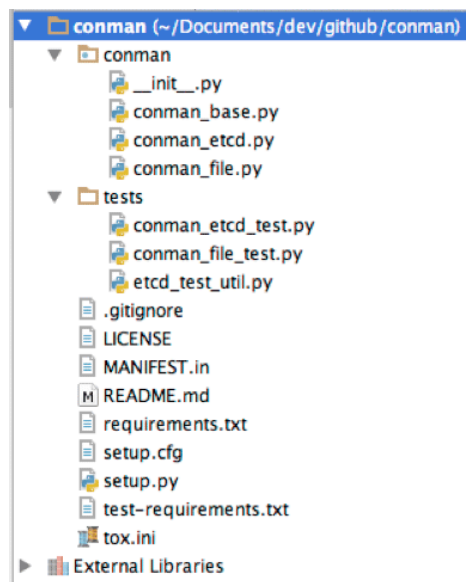 conman (~/Documents/dev/github/conman)
conman
__init__.py
conman_base.py
conman_etcd.py
conman_file.py
tests
conman_etcd_test.py
conman_file_test.py
etcd_test_util.py
.gitignore
LICENSE
MANIFEST.in
M README.md
requirements.txt
setup.cfg
setup.py
test-requirements.txt
tox.ini
External Libraries